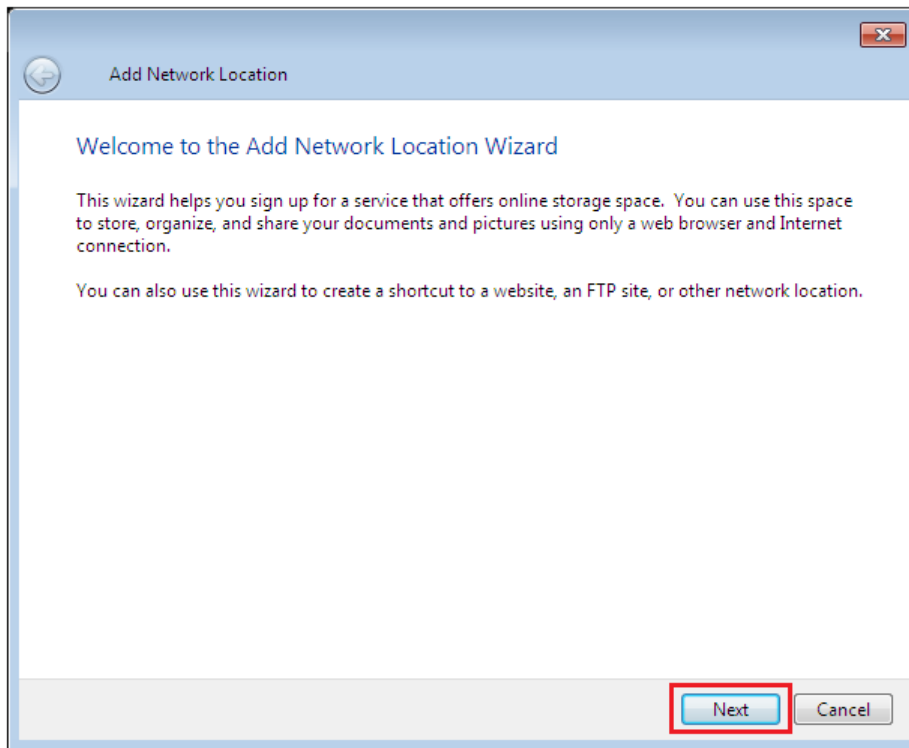 Add Network Location
Welcome to the Add Network Location Wizard
This wizard helps you sign up for a service that offers online storage space.  You can use this space
to store, organize, and share your documents and pictures using only a web browser and Internet
connection.
You can also use this wizard to create a shortcut to a website, an FTP site, or other network location.
Next
Cancel